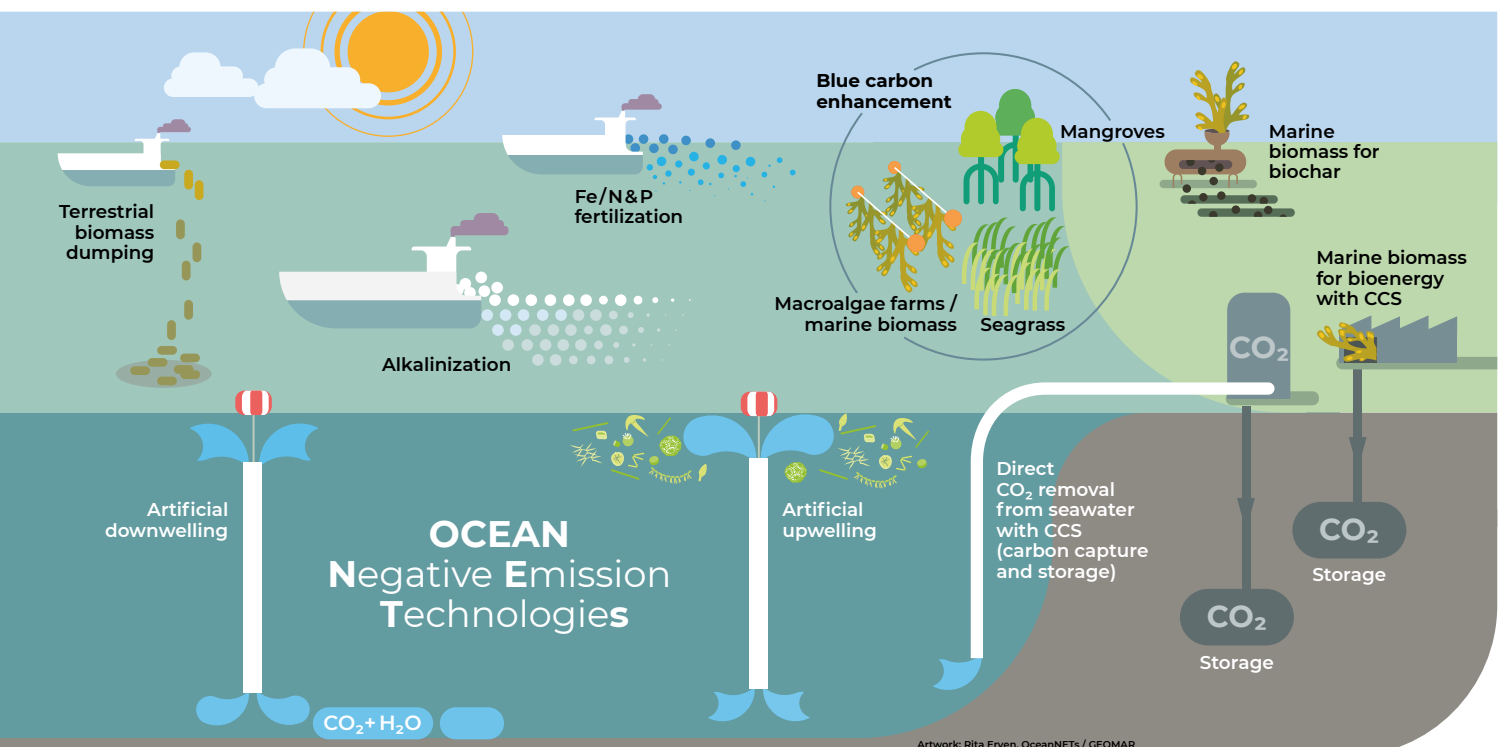 Blue carbon
enhancement
Mangroves
Marine
biomass for
biochar
Terrestrial
biomass
dumping
Fe/N&P
fertilization
Marine biomass
for bioenergy
with CCS
Macroalgae farms /
marine biomass
Seagrass
Alkalinization
CO₂
Artificial
downwelling
OCEAN
Negative Emission
Technologies
Artificial
upwelling
Direct
CO₂ removal
from seawater
with CCS
(carbon capture
and storage)
CO₂
Storage
CO₂
Storage
CO₂+H₂O
Artwork: Rita Erven, OceanNETs / GEOMAR